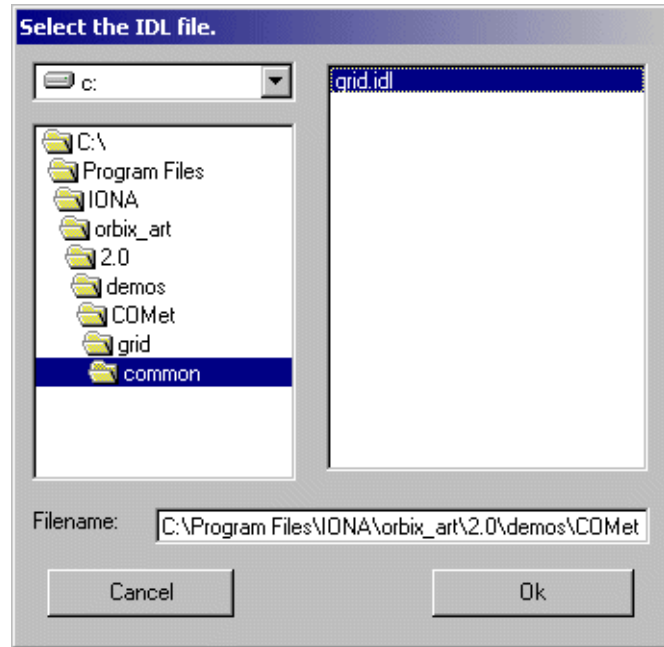 Select the IDL file.
c:
grid.idl
C:\
Program Files
IONA
orbix_art
2.0
demos
COMet
grid
common
Filename: C:\Program Files\IONA\orbix_art\2.0\demos\COMet
Cancel Ok